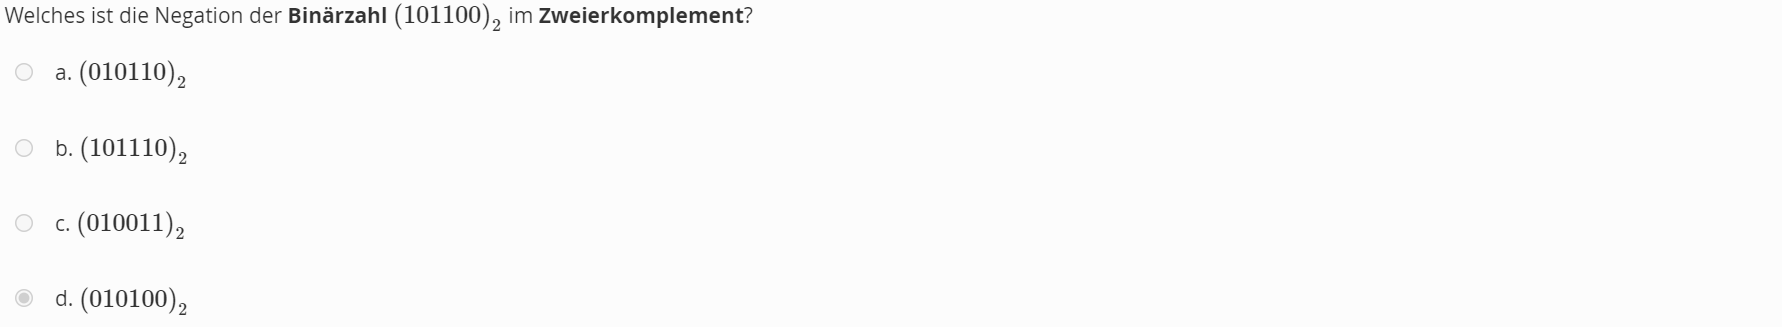 Welches ist die Negation der Binärzahl (101100)₂ im Zweierkomplement?
a. (010110)₂
b. (101110)₂
c. (010011)₂
d. (010100)₂